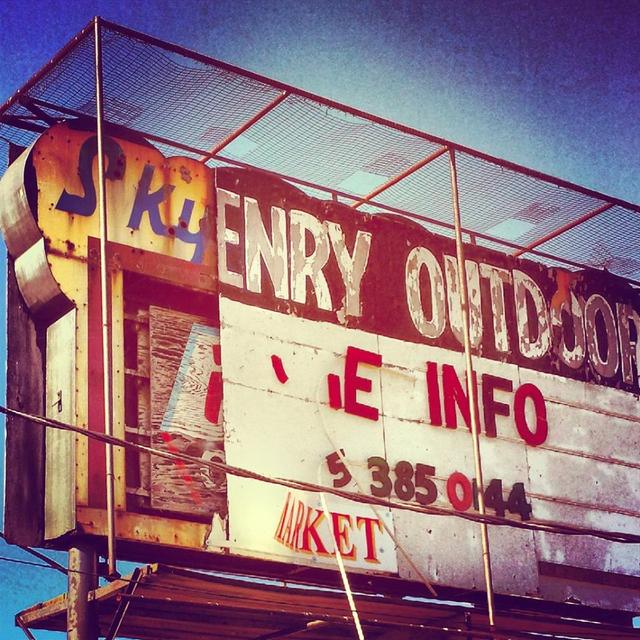 Sky
ENRY OUTDOOR
E INFO
5 385 0 44
ARKET